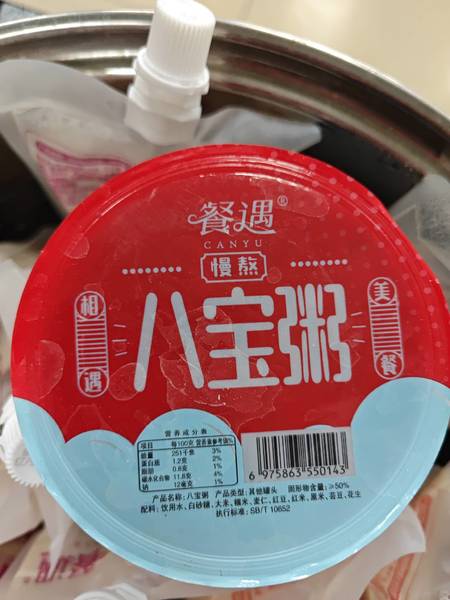 餐遇®
CANYU
慢熬
八宝粥
相遇
美餐
营养成分表
项目 每100克 营养素参考值%
能量 251千焦 3%
蛋白质 1.2克 2%
脂肪 0.6克 1%
碳水化合物 11.8克 4%
钠 12毫克 1%
6 975863 550143
产品名称:八宝粥 产品类型:其他罐头 固形物含量:≥50%
配料:饮用水,白砂糖,大米,糯米,麦仁,红豆,红米,黑米,芸豆,花生
执行标准:SB/T 10652